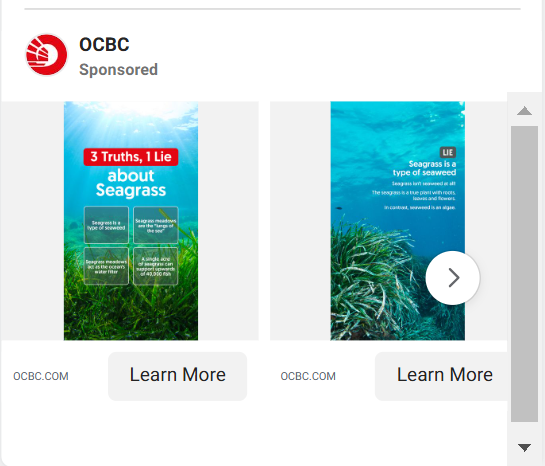 OCBC
Sponsored
3 Truths, 1 Lie
about
Seagrass
Seagrass is a
type of seaweed
Seagrass meadows
are the "lungs of
the sea"
Seagrass meadows
act as the ocean's
water filter
A single acre
of seagrass can
support upwards
of 40,000 fish
LIE
Seagrass is a
type of seaweed
Seagrass isn't seaweed at all!
The seagrass is a true plant with roots,
leaves and flowers.
In contrast, seaweed is an algae.
OCBC.COM
Learn More
OCBC.COM
Learn More